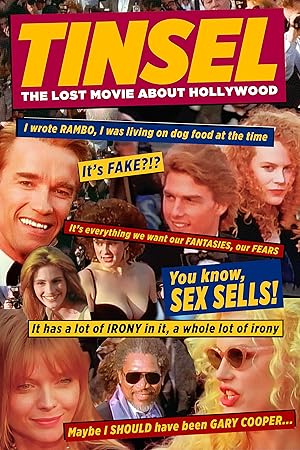 TINSEL
THE LOST MOVIE ABOUT HOLLYWOOD
I wrote RAMBO, I was living on dog food at the time
It's FAKE?!?
It's everything we want our FANTASIES, our FEARS
You know,
SEX SELLS!
It has a lot of IRONY in it, a whole lot of irony
Maybe I SHOULD have been GARY COOPER...